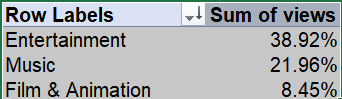 Row Labels Sum of views
Entertainment 38.92%
Music 21.96%
Film & Animation 8.45%